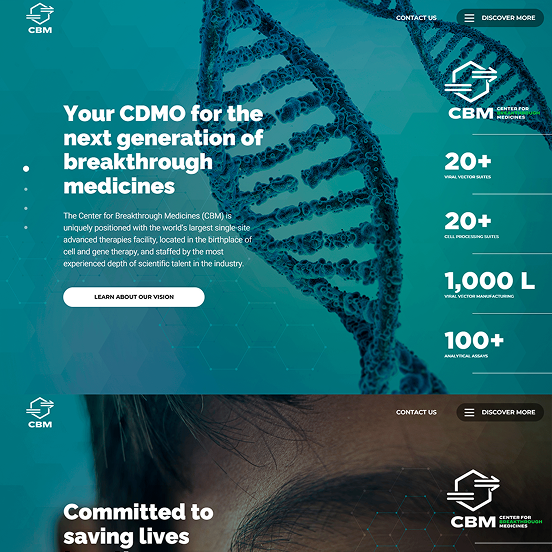 CBM
CONTACT US
DISCOVER MORE
Your CDMO for the
next generation of
breakthrough
medicines
The Center for Breakthrough Medicines (CBM) is
uniquely positioned with the world's largest single-site
advanced therapies facility, located in the birthplace of
cell and gene therapy, and staffed by the most
experienced depth of scientific talent in the industry.
LEARN ABOUT OUR VISION
CBM
CENTER FOR
BREAKTHROUGH
MEDICINES
20+
VIRAL VECTOR SUITES
20+
CELL PROCESSING SUITES
1,000 L
VIRAL VECTOR MANUFACTURING
100+
ANALYTICAL ASSAYS
CBM
CONTACT US
DISCOVER MORE
Committed to
saving lives
CBM
CENTER FOR
BREAKTHROUGH
MEDICINES